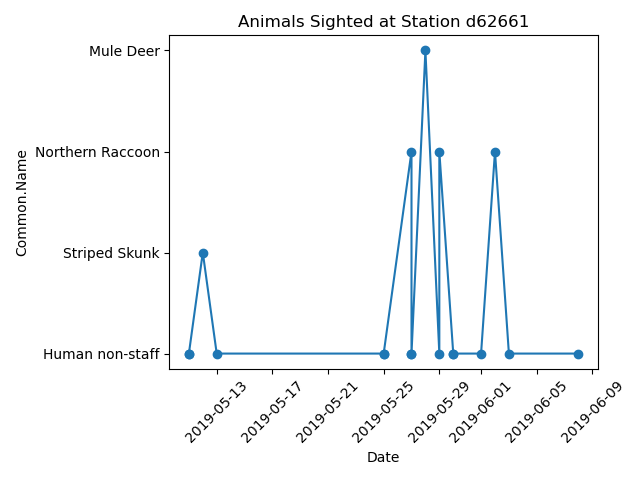 Animals Sighted at Station d62661
Common.Name
Mule Deer
Northern Raccoon
Striped Skunk
Human non-staff
2019-05-13
2019-05-17
2019-05-21
2019-05-25
2019-05-29
2019-06-01
2019-06-05
2019-06-09
Date